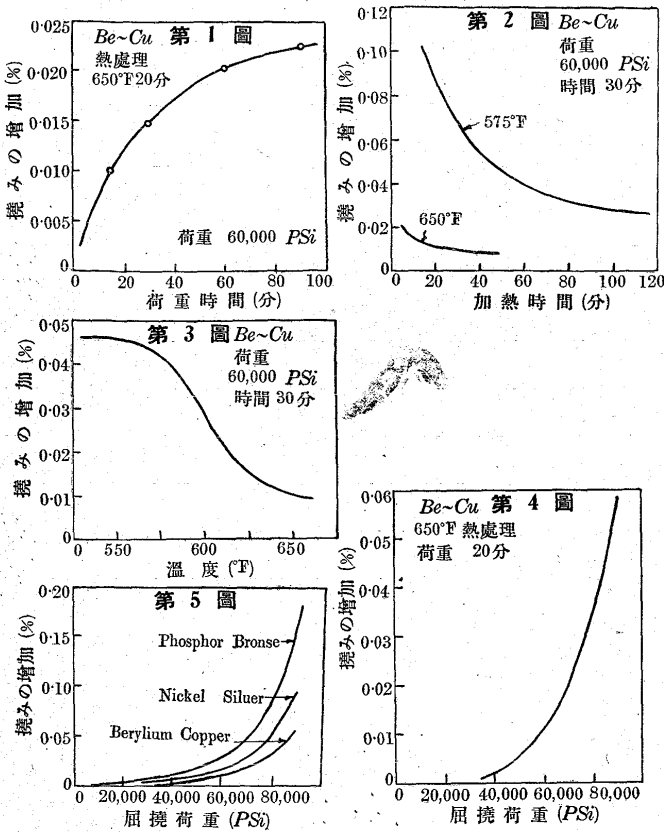 Be~Cu 第1圖
熱處理
650°F 20分
荷重 60,000 PSi
撓みの增加 (%)
0·025
0·020
0·015
0·010
0·005
0
20 40 60 80 100
荷重時間 (分)
第2圖 Be~Cu
荷重
60,000 PSi
時間 30分
575°F
650°F
撓みの增加 (%)
0·12
0·10
0·08
0·06
0·04
0·02
0
0 20 40 60 80 100 120
加熱時間 (分)
第3圖 Be~Cu
荷重
60,000 PSi
時間 30分
撓みの增加 (%)
0·05
0·04
0·03
0·02
0·01
0 550 600 650
溫度 (°F)
Be~Cu 第4圖
650°F 熱處理
荷重 20分
撓みの增加 (%)
0·06
0·05
0·04
0·03
0·02
0·01
0
0 20,000 40,000 60,000 80,000
屈撓荷重 (PSi)
第5圖
Phosphor Bronse
Nickel Siluer
Berylium Copper
撓みの增加 (%)
0·20
0·15
0·10
0·05
0
20,000 40,000 60,000 80,000
屈撓荷重 (PSi)